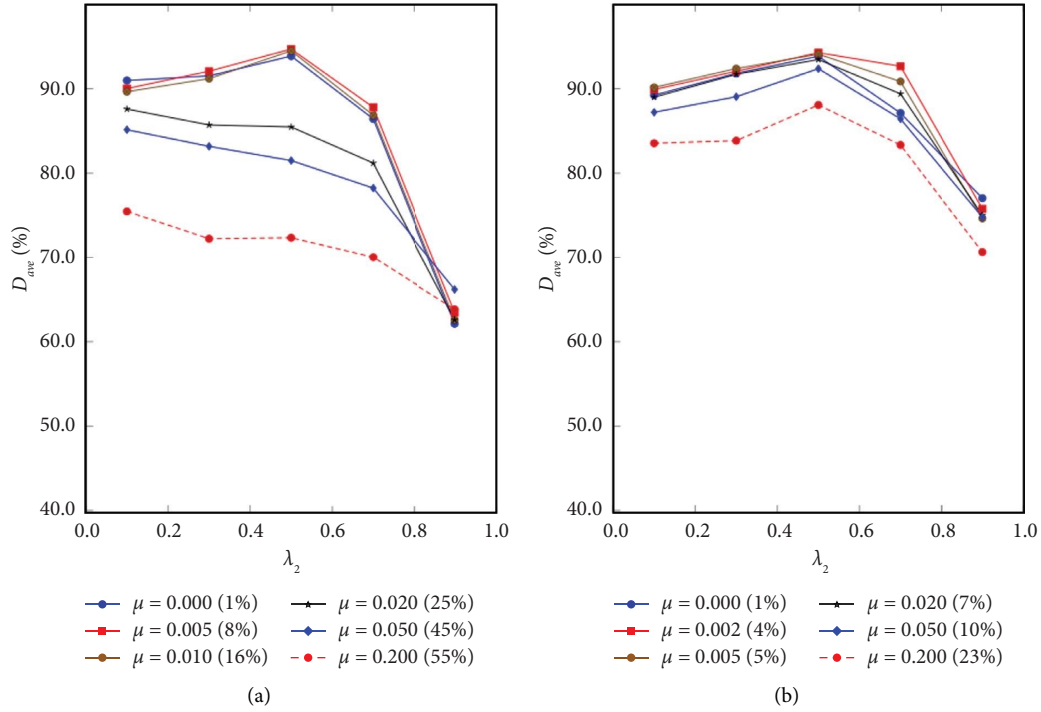 90.0
80.0
70.0
60.0
50.0
40.0
D_ave (%)
0.0 0.2 0.4 0.6 0.8 1.0
λ_2
μ = 0.000 (1%)
μ = 0.005 (8%)
μ = 0.010 (16%)
μ = 0.020 (25%)
μ = 0.050 (45%)
μ = 0.200 (55%)
(a)
90.0
80.0
70.0
60.0
50.0
40.0
D_ave (%)
0.0 0.2 0.4 0.6 0.8 1.0
λ_2
μ = 0.000 (1%)
μ = 0.002 (4%)
μ = 0.005 (5%)
μ = 0.020 (7%)
μ = 0.050 (10%)
μ = 0.200 (23%)
(b)